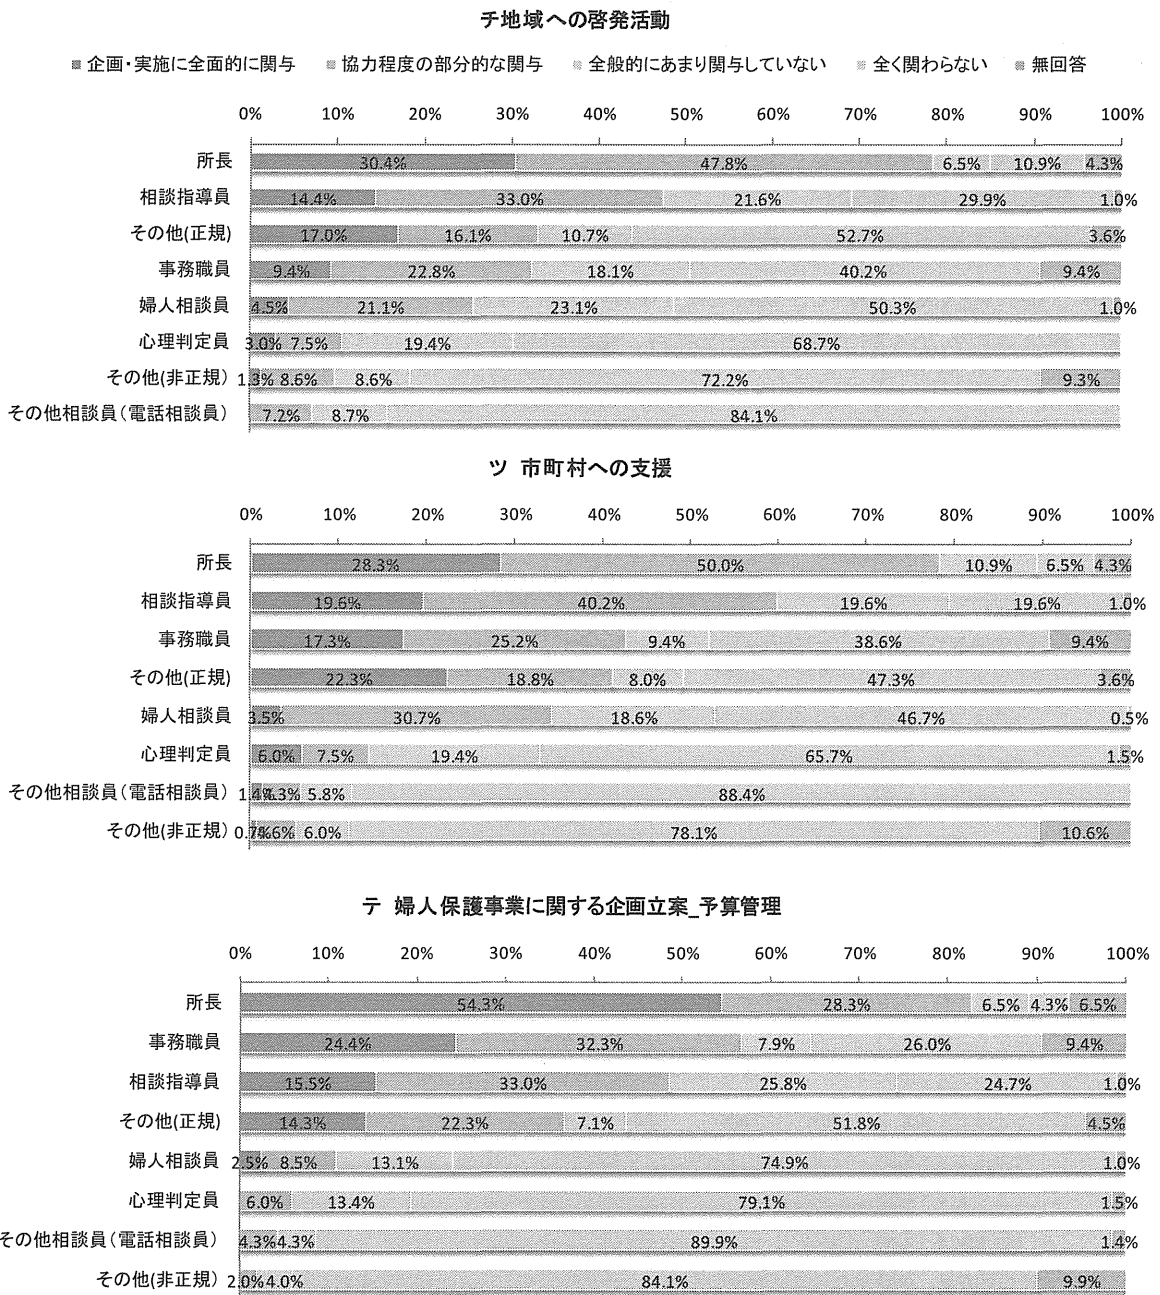 チ地域への啓発活動
■ 企画・実施に全面的に関与 ■ 協力程度の部分的な関与 ■ 全般的にあまり関与していない ■ 全く関わらない ■ 無回答
0% 10% 20% 30% 40% 50% 60% 70% 80% 90% 100%
所長 30.4% 47.8% 6.5% 10.9% 4.3%
相談指導員 14.4% 33.0% 21.6% 29.9% 1.0%
その他(正規) 17.0% 16.1% 10.7% 52.7% 3.6%
事務職員 9.4% 22.8% 18.1% 40.2% 9.4%
婦人相談員 4.5% 21.1% 23.1% 50.3% 1.0%
心理判定員 3.0% 7.5% 19.4% 68.7%
その他(非正規) 1.3% 8.6% 8.6% 72.2% 9.3%
その他相談員(電話相談員) 7.2% 8.7% 84.1%
ツ 市町村への支援
0% 10% 20% 30% 40% 50% 60% 70% 80% 90% 100%
所長 28.3% 50.0% 10.9% 6.5% 4.3%
相談指導員 19.6% 40.2% 19.6% 19.6% 1.0%
事務職員 17.3% 25.2% 9.4% 38.6% 9.4%
その他(正規) 22.3% 18.8% 8.0% 47.3% 3.6%
婦人相談員 3.5% 30.7% 18.6% 46.7% 0.5%
心理判定員 6.0% 7.5% 19.4% 65.7% 1.5%
その他相談員(電話相談員) 1.4% 4.3% 5.8% 88.4%
その他(非正規) 0.7% 4.6% 6.0% 78.1% 10.6%
テ 婦人保護事業に関する企画立案_予算管理
0% 10% 20% 30% 40% 50% 60% 70% 80% 90% 100%
所長 54.3% 28.3% 6.5% 4.3% 6.5%
事務職員 24.4% 32.3% 7.9% 26.0% 9.4%
相談指導員 15.5% 33.0% 25.8% 24.7% 1.0%
その他(正規) 14.3% 22.3% 7.1% 51.8% 4.5%
婦人相談員 2.5% 8.5% 13.1% 74.9% 1.0%
心理判定員 6.0% 13.4% 79.1% 1.5%
その他相談員(電話相談員) 4.3% 4.3% 89.9% 1.4%
その他(非正規) 2.0% 4.0% 84.1% 9.9%